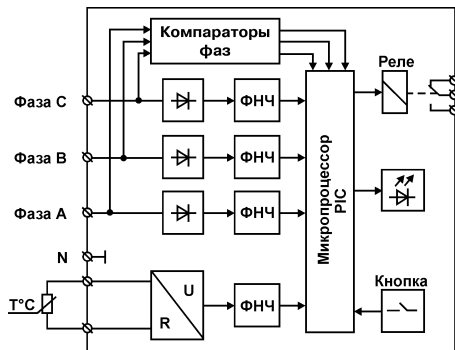 Компараторы
фаз
Реле
Фаза C
ФНЧ
Фаза B
ФНЧ
Микропроцессор
PIC
Фаза A
ФНЧ
N
Кнопка
T°C
U
R
ФНЧ